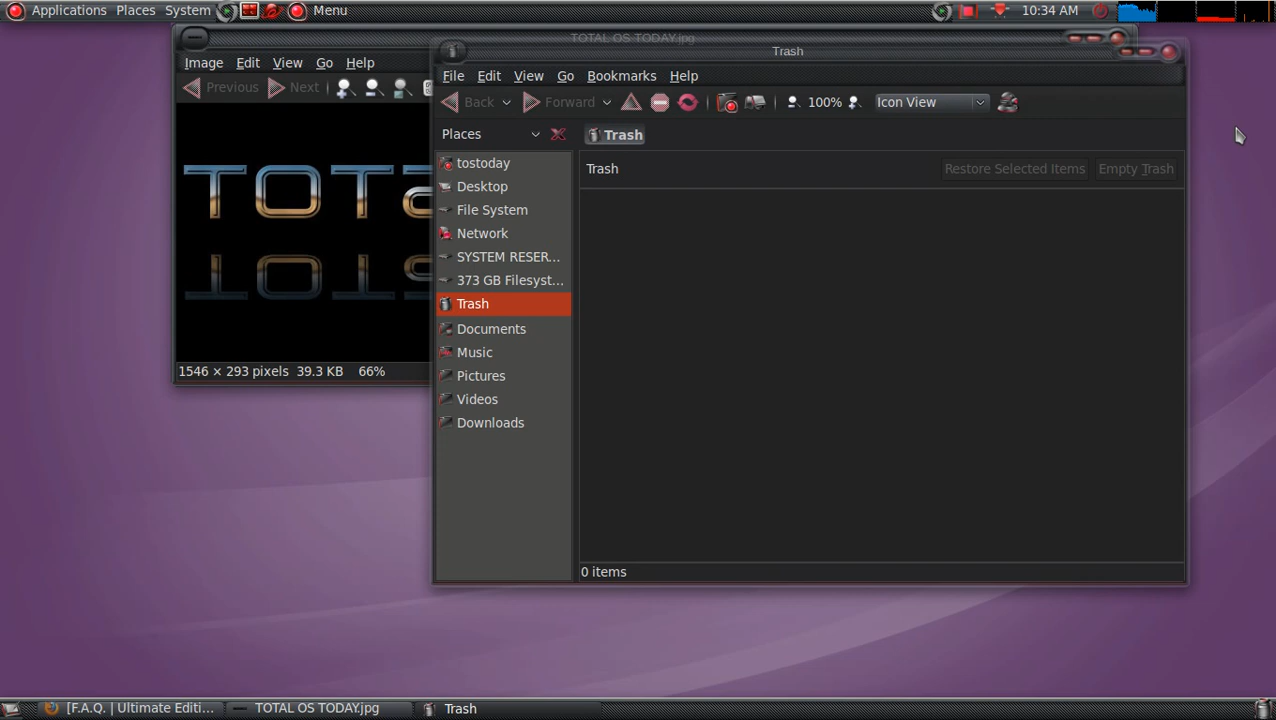 Applications Places System Menu 10:34 AM
TOTAL OS TODAY.jpg
Image Edit View Go Help
Previous Next
TOT
1546 × 293 pixels 39.3 KB 66%
Trash
File Edit View Go Bookmarks Help
Back Forward 100% Icon View
Places Trash
tostoday
Desktop
File System
Network
SYSTEM RESER...
373 GB Filesyst...
Trash
Documents
Music
Pictures
Videos
Downloads
Trash Restore Selected Items Empty Trash
0 items
[F.A.Q. | Ultimate Editi... TOTAL OS TODAY.jpg Trash